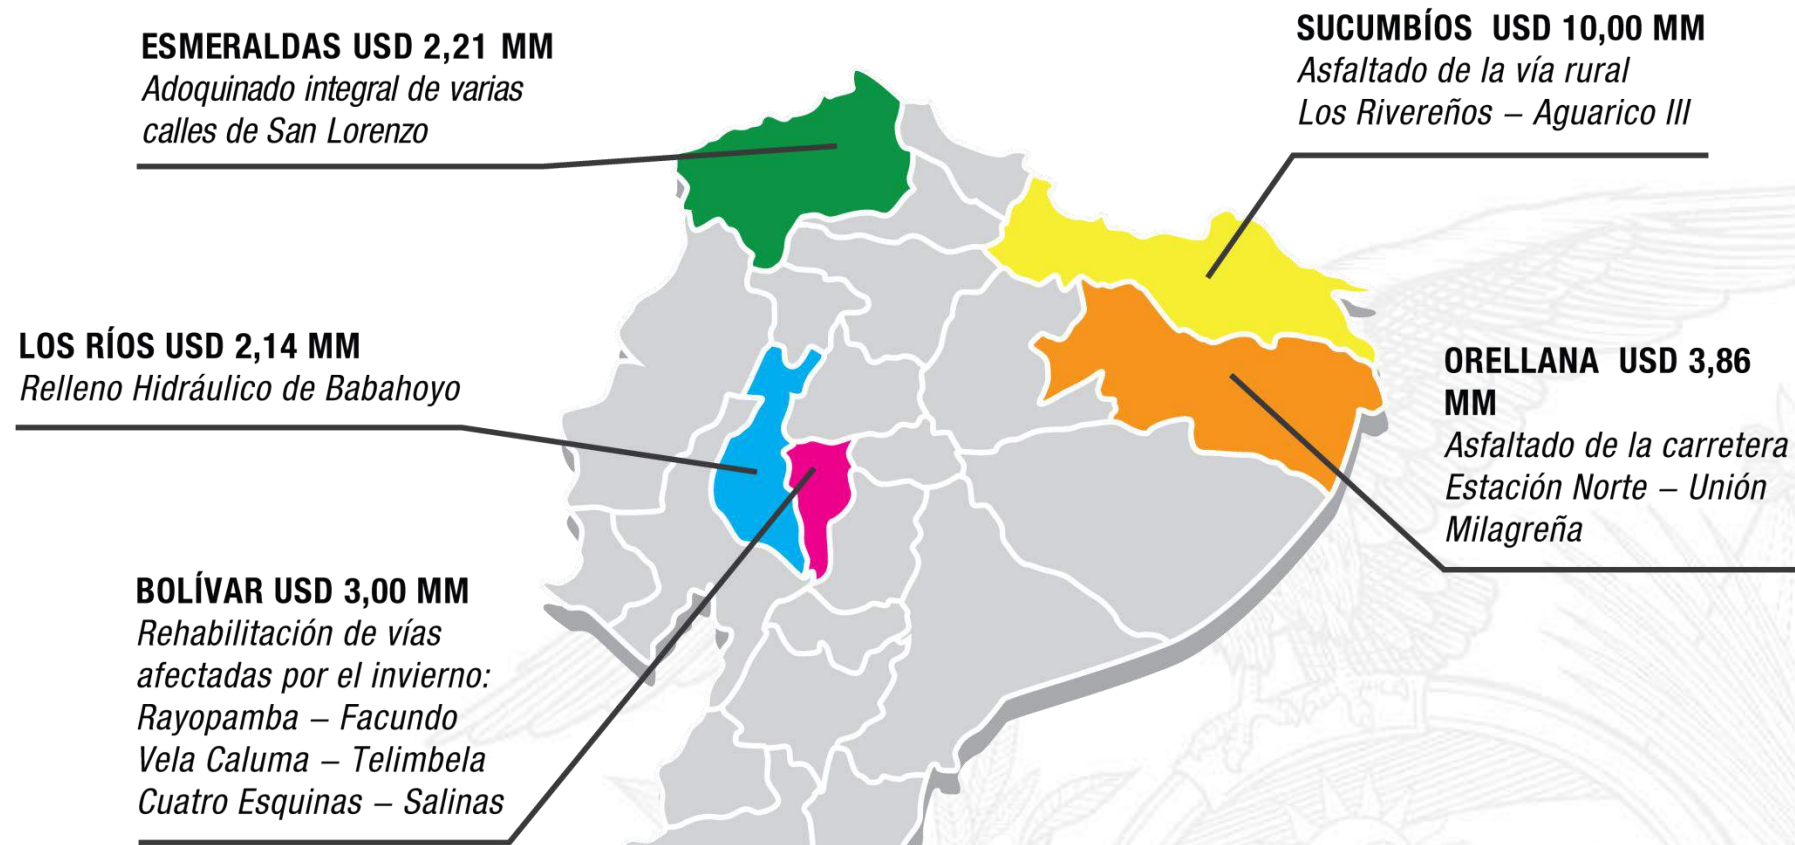 ESMERALDAS USD 2,21 MM
Adoquinado integral de varias
calles de San Lorenzo
SUCUMBÍOS  USD 10,00 MM
Asfaltado de la vía rural
Los Rivereños – Aguarico III
LOS RÍOS USD 2,14 MM
Relleno Hidráulico de Babahoyo
ORELLANA  USD 3,86
MM
Asfaltado de la carretera
Estación Norte – Unión
Milagreña
BOLÍVAR USD 3,00 MM
Rehabilitación de vías
afectadas por el invierno:
Rayopamba – Facundo
Vela Caluma – Telimbela
Cuatro Esquinas – Salinas